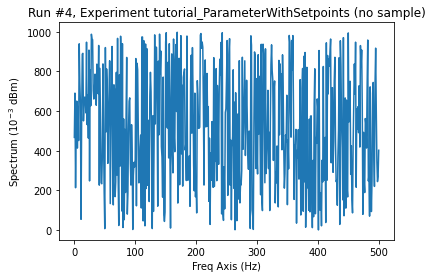 Run #4, Experiment tutorial_ParameterWithSetpoints (no sample)
1000
800
600
400
200
0
Spectrum (10⁻³ dBm)
0 100 200 300 400 500
Freq Axis (Hz)